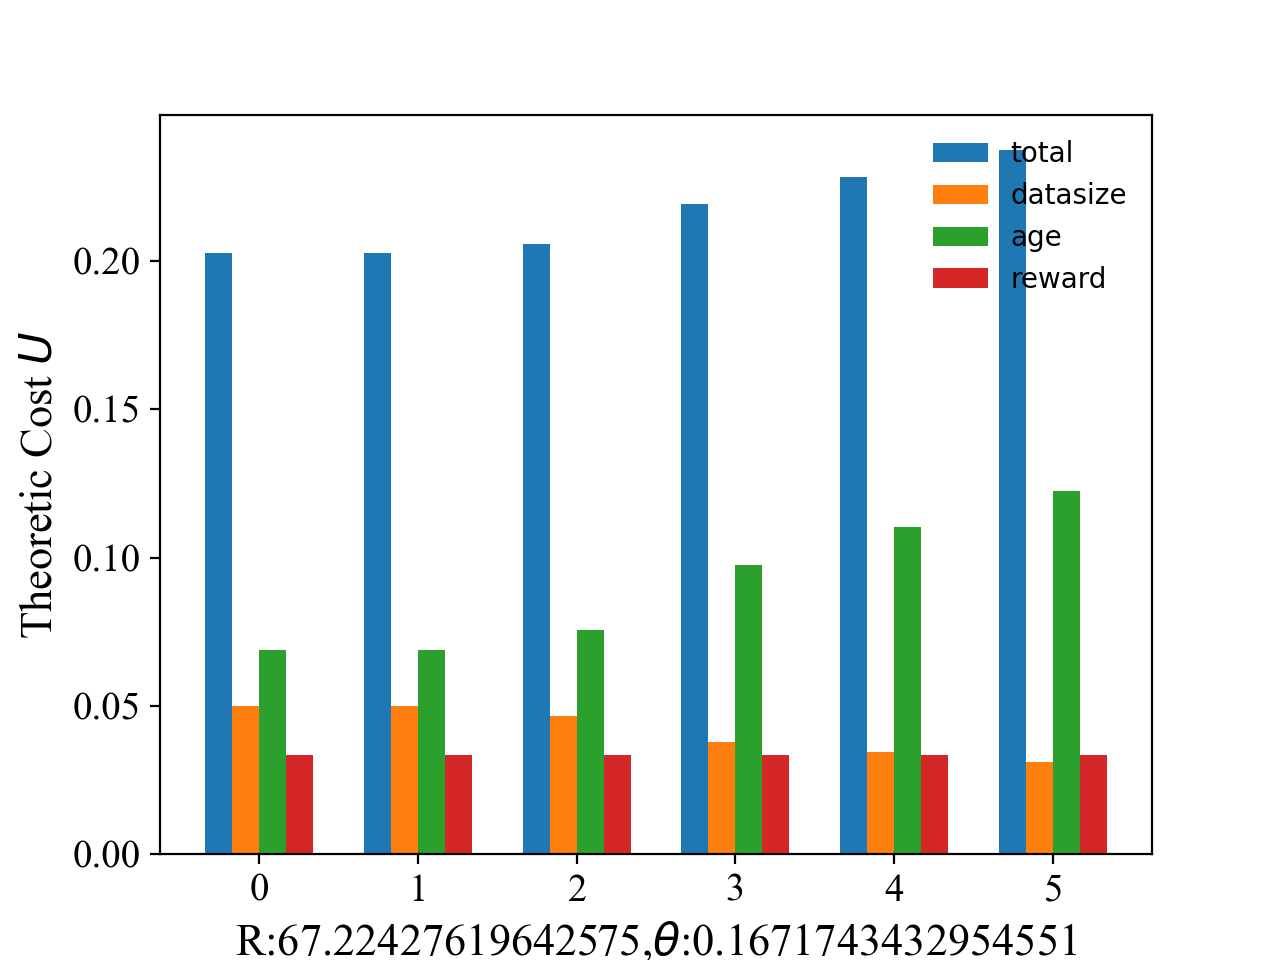 total
datasize
age
reward
0.20
0.15
0.10
0.05
0.00
Theoretic Cost U
0 1 2 3 4 5
R:67.22427619642575,θ:0.1671743432954551